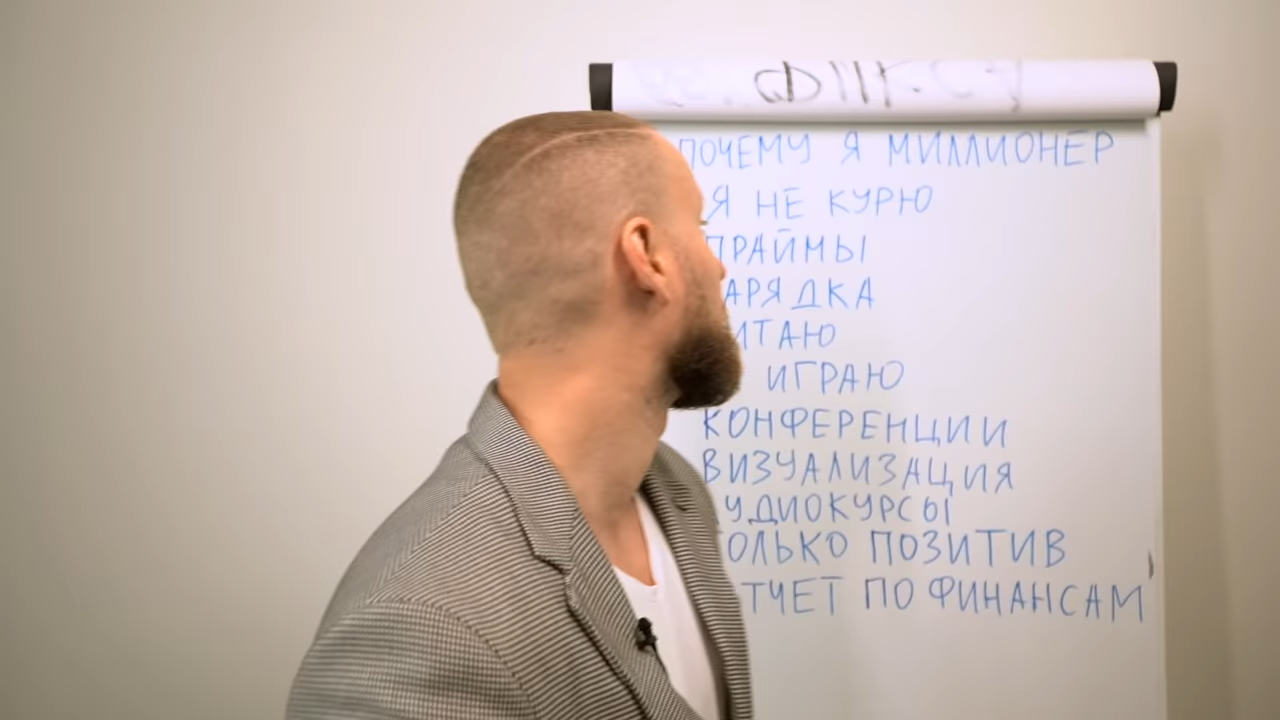 ПОЧЕМУ Я МИЛЛИОНЕР
Я НЕ КУРЮ
ПРАЙМЫ
АРЯДКА
ИТАЮ
ИГРАЮ
КОНФЕРЕНЦИИ
ВИЗУАЛИЗАЦИЯ
УДИОКУРСЫ
ОЛЬКО ПОЗИТИВ
ТЧЕТ ПО ФИНАНСАМ